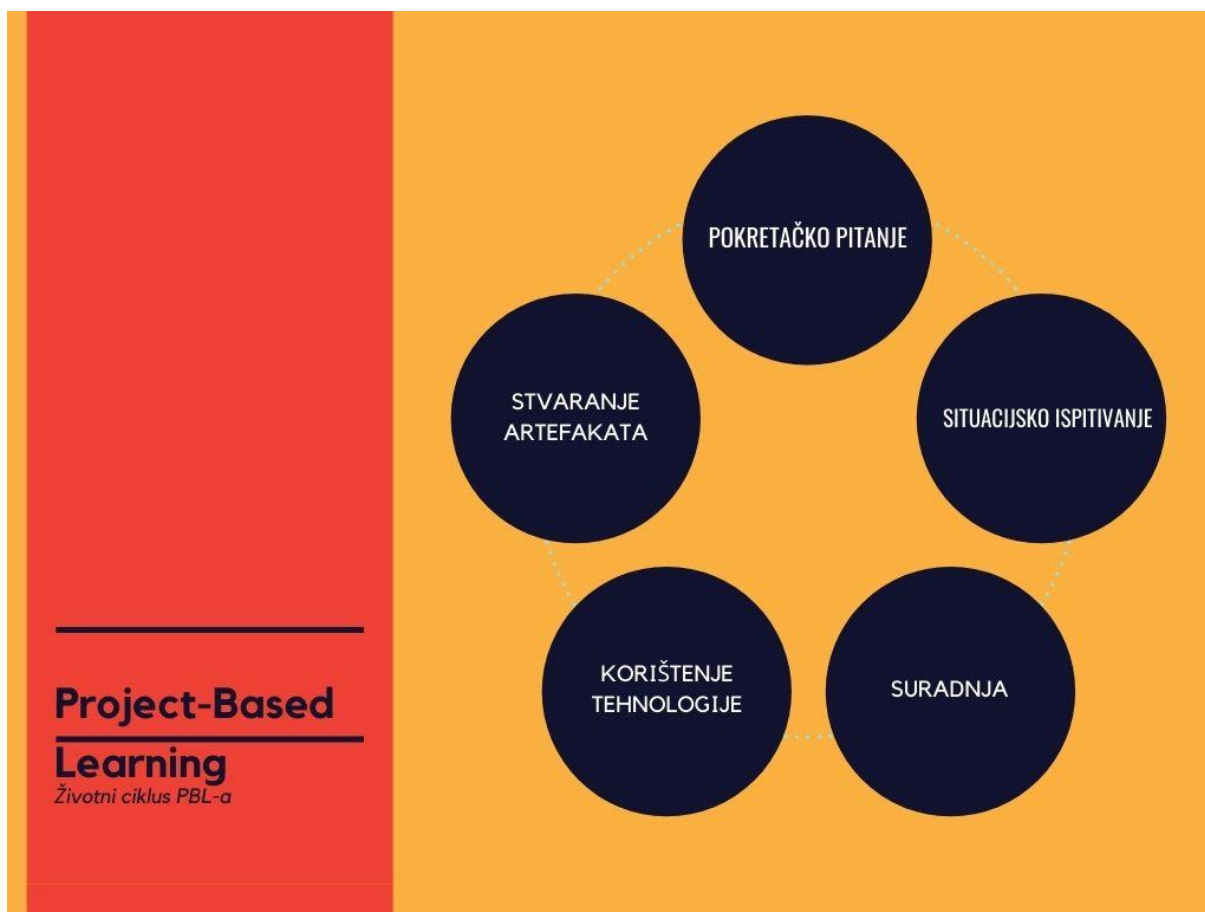 Project-Based
Learning
Životni ciklus PBL-a
POKRETAČKO PITANJE
SITUACIJSKO ISPITIVANJE
SURADNJA
KORIŠTENJE
TEHNOLOGIJE
STVARANJE
ARTEFAKATA